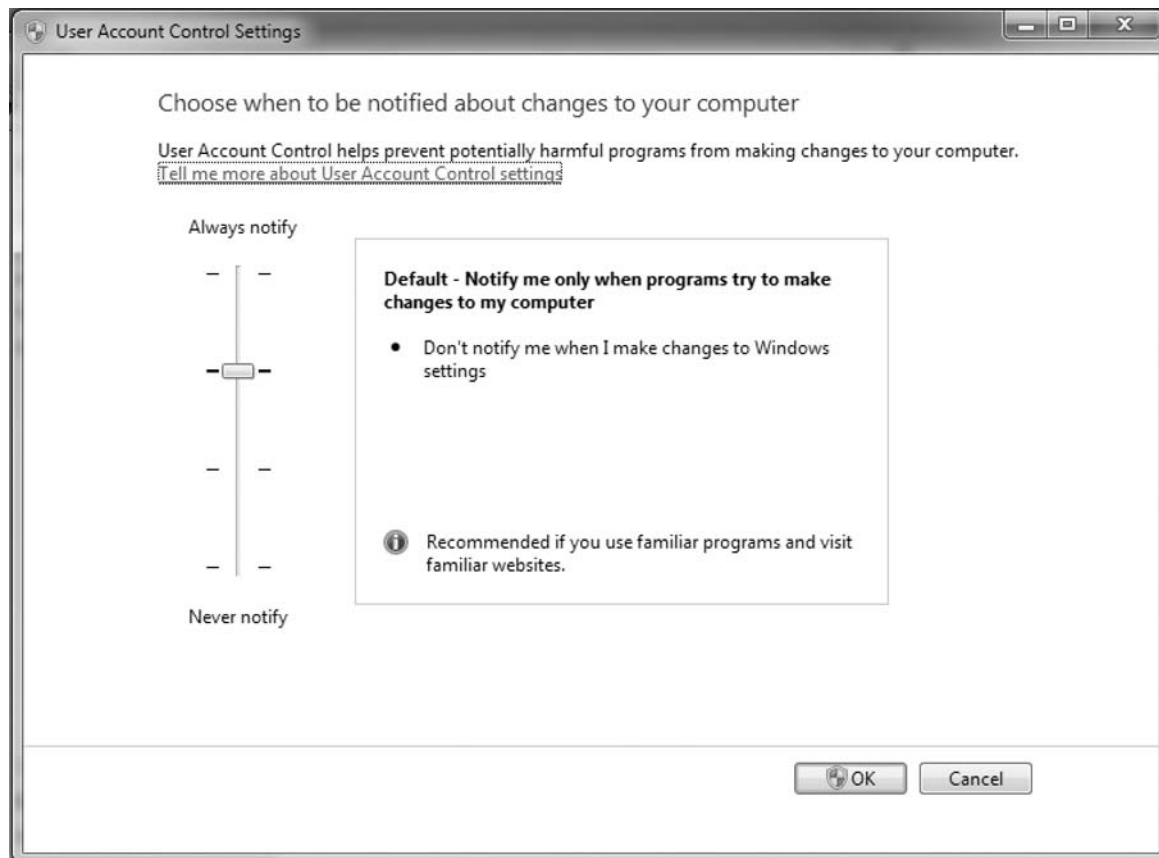 User Account Control Settings
Choose when to be notified about changes to your computer
User Account Control helps prevent potentially harmful programs from making changes to your computer.
Tell me more about User Account Control settings
Always notify
Default - Notify me only when programs try to make
changes to my computer
• Don't notify me when I make changes to Windows
settings
Recommended if you use familiar programs and visit
familiar websites.
Never notify
OK
Cancel